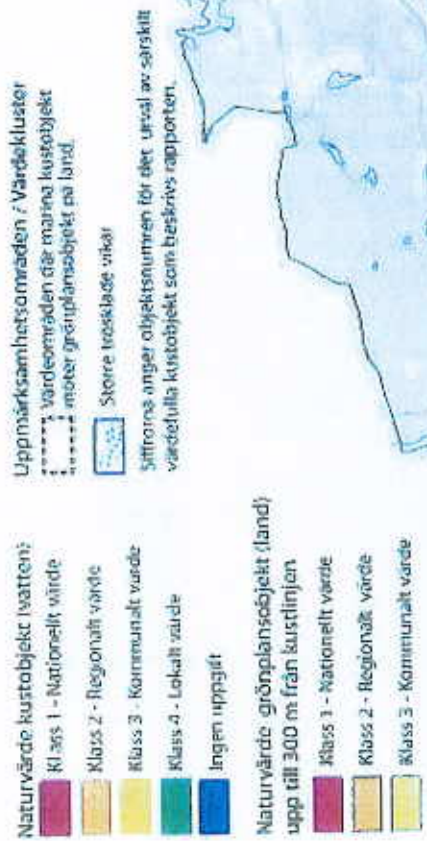 Naturvärde kustobjekt (vatten)
Klass 1 - Nationellt värde
Klass 2 - Regionalt värde
Klass 3 - Kommunalt värde
Klass 4 - Lokalt värde
Ingen uppgift
Naturvärde grönplansobjekt (land)
upp till 300 m från kustlinjen
Klass 1 - Nationellt värde
Klass 2 - Regionalt värde
Klass 3 - Kommunalt värde
Uppmärksamhetsområden / Värdekluster
Värdeområden där marina kustobjekt
möter grönplansobjekt på land.
Större trösklade vikar
Siffrorna anger objektsnumren för det urval av särskilt
värdefulla kustobjekt som beskrivs rapporten.